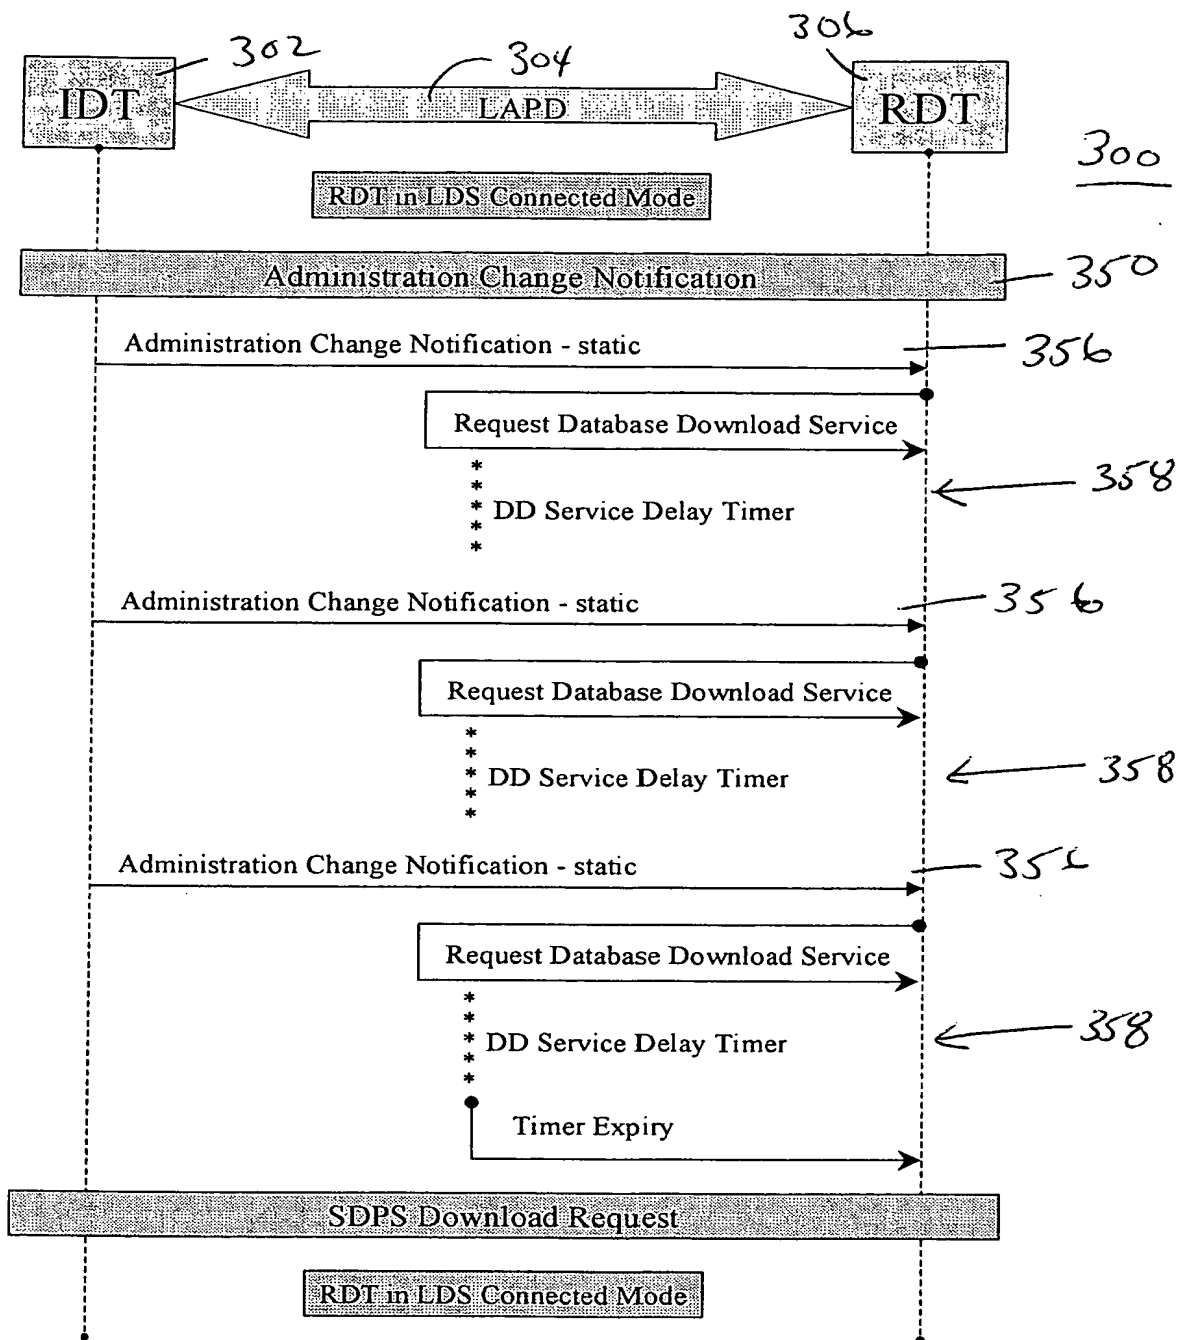 302
304
306
IDT
LAPD
RDT
300
RDT in LDS Connected Mode
Administration Change Notification
350
Administration Change Notification - static
356
Request Database Download Service
DD Service Delay Timer
358
Administration Change Notification - static
356
Request Database Download Service
DD Service Delay Timer
358
Administration Change Notification - static
356
Request Database Download Service
DD Service Delay Timer
358
Timer Expiry
SDPS Download Request
RDT in LDS Connected Mode